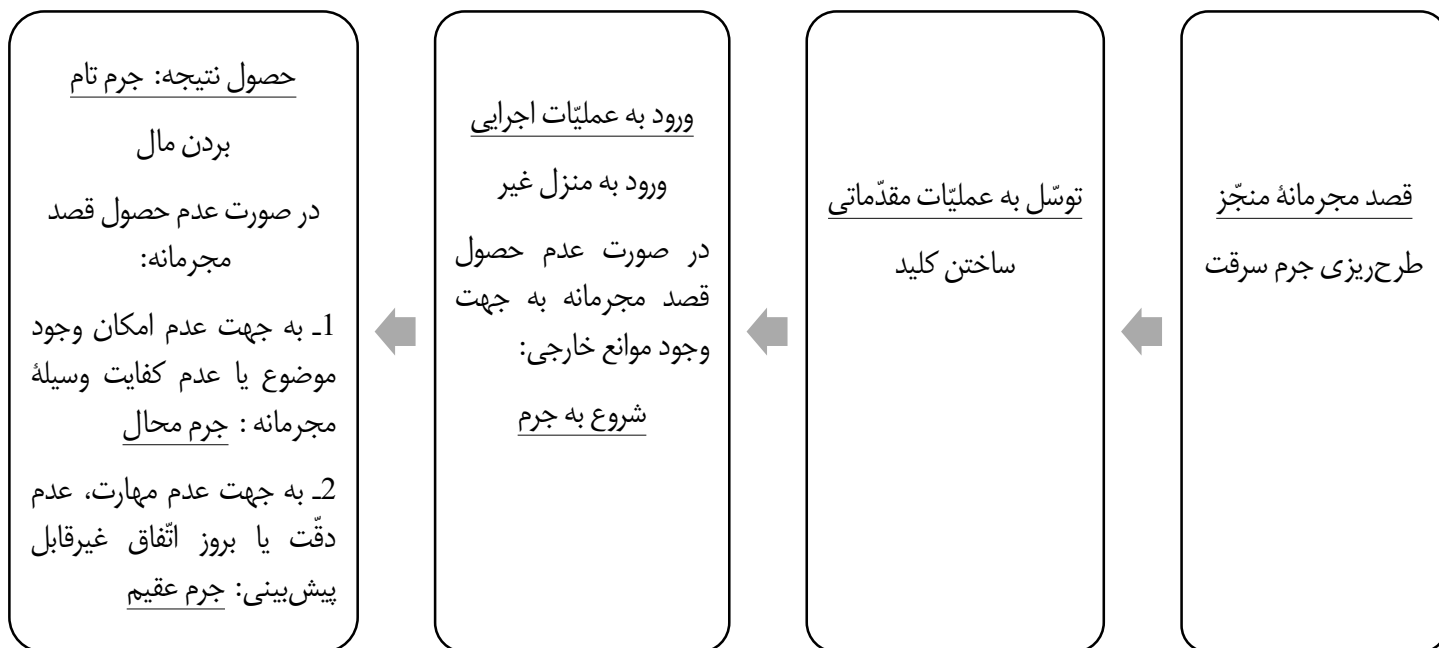 قصد مجرمانهٔ منجّز
طرح‌ریزی جرم سرقت
توسّل به عملیّات مقدّماتی
ساختن کلید
ورود به عملیّات اجرایی
ورود به منزل غیر
در صورت عدم حصول
قصد مجرمانه به جهت
وجود موانع خارجی:
شروع به جرم
حصول نتیجه: جرم تام
بردن مال
در صورت عدم حصول قصد
مجرمانه:
1ـ به جهت عدم امکان وجود
موضوع یا عدم کفایت وسیلهٔ
مجرمانه : جرم محال
2ـ به جهت عدم مهارت، عدم
دقّت یا بروز اتّفاق غیرقابل
پیش‌بینی: جرم عقیم